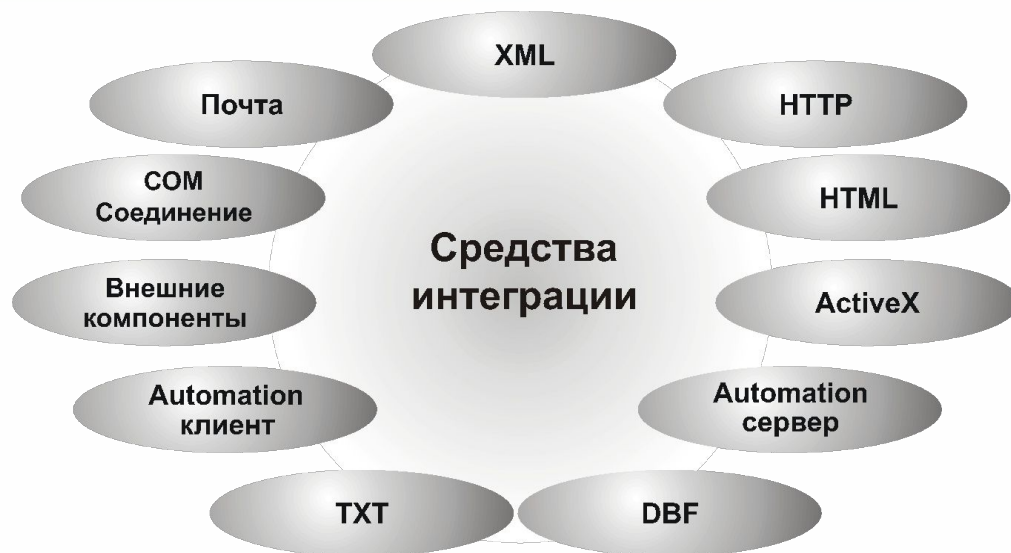 XML
Почта
HTTP
COM
Соединение
HTML
Средства
интеграции
Внешние
компоненты
ActiveX
Automation
клиент
Automation
сервер
TXT
DBF